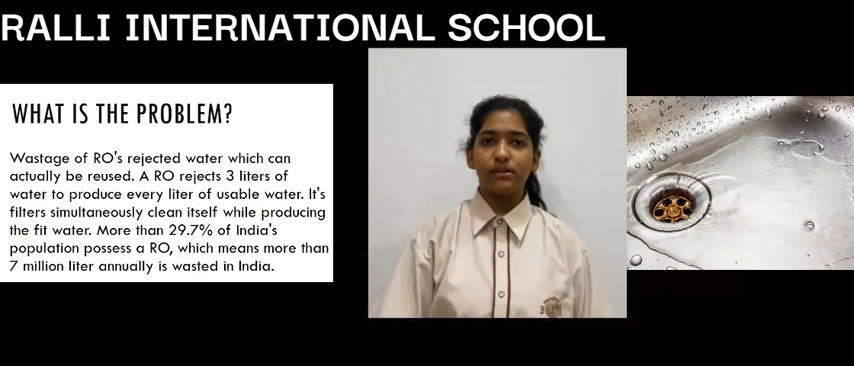 RALLI INTERNATIONAL SCHOOL
WHAT IS THE PROBLEM?
Wastage of RO's rejected water which can
actually be reused. A RO rejects 3 liters of
water to produce every liter of usable water. It's
filters simultaneously clean itself while producing
the fit water. More than 29.7% of India's
population possess a RO, which means more than
7 million liter annually is wasted in India.